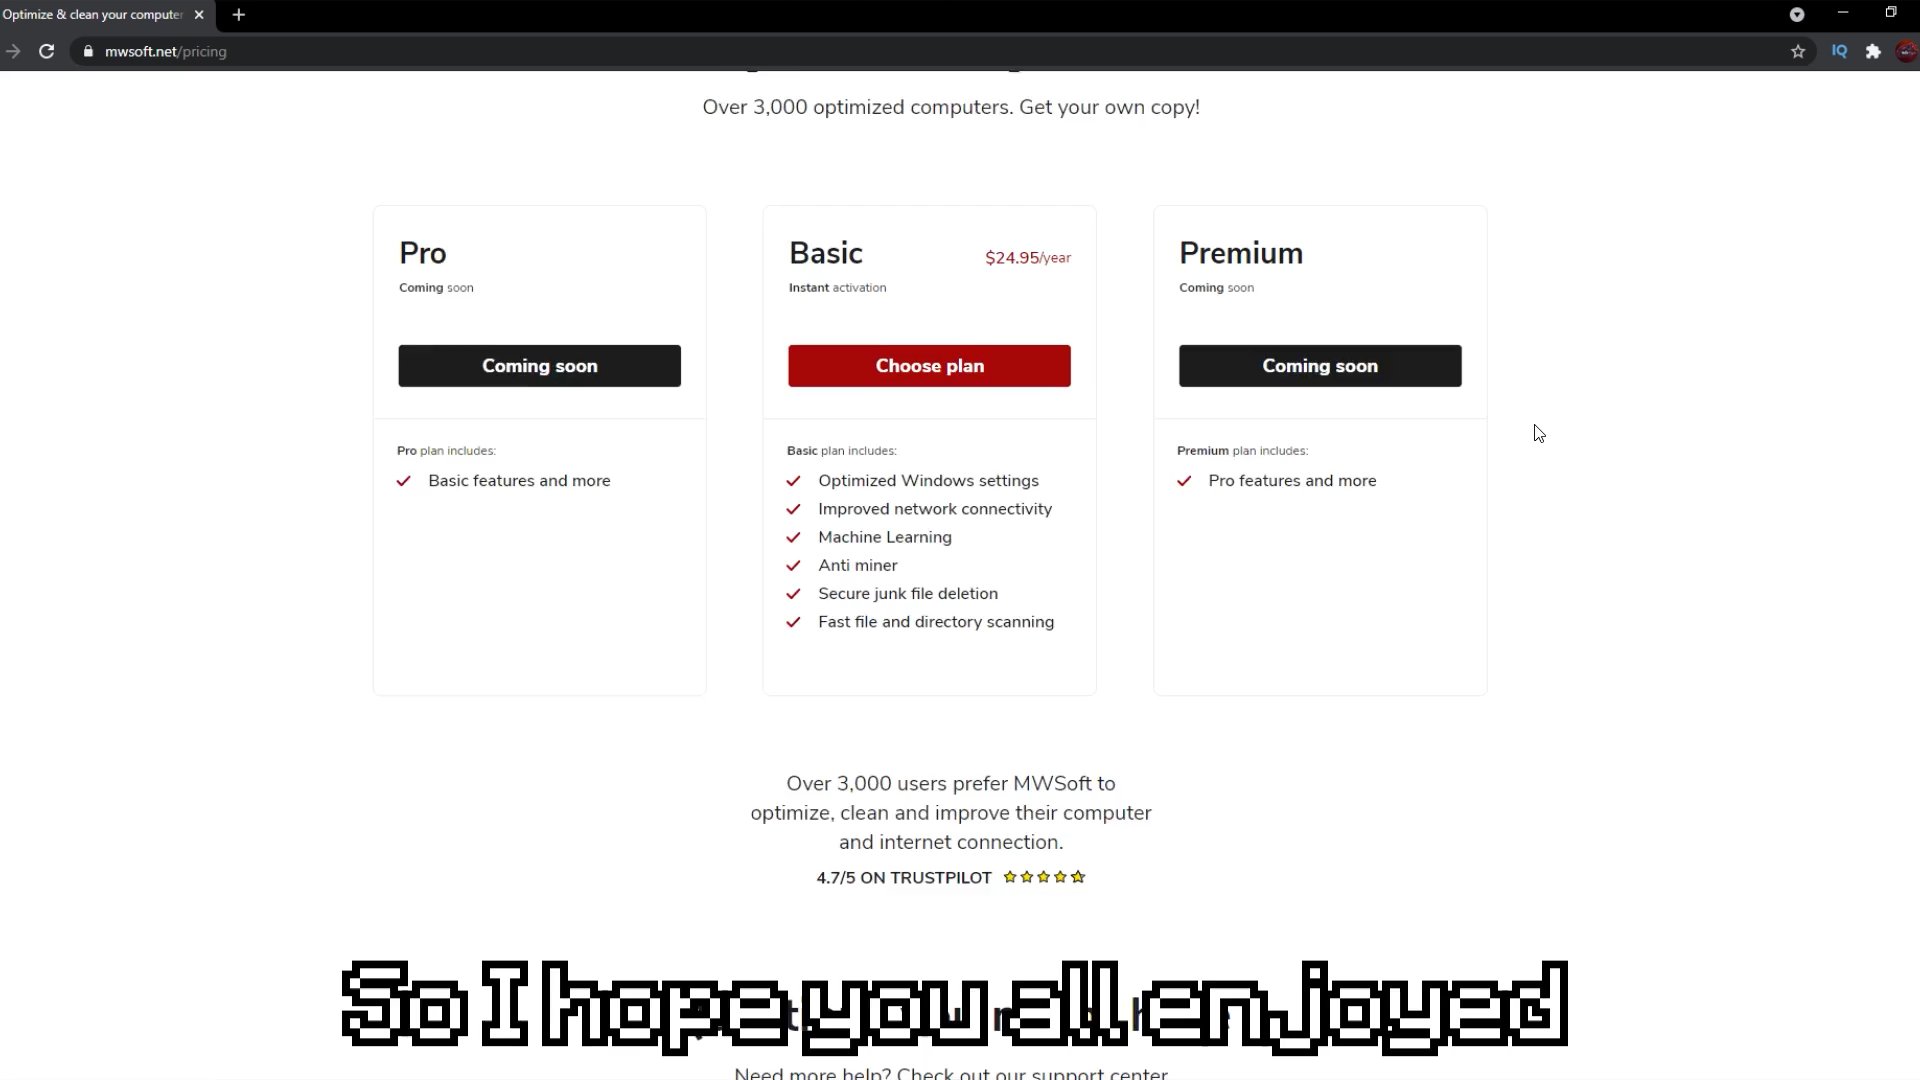 Optimize & clean your computer
mwsoft.net/pricing
IQ
Over 3,000 optimized computers. Get your own copy!
Pro
Coming soon
Coming soon
Pro plan includes:
Basic features and more
Basic
$24.95/year
Instant activation
Choose plan
Basic plan includes:
Optimized Windows settings
Improved network connectivity
Machine Learning
Anti miner
Secure junk file deletion
Fast file and directory scanning
Premium
Coming soon
Coming soon
Premium plan includes:
Pro features and more
Over 3,000 users prefer MWSoft to
optimize, clean and improve their computer
and internet connection.
4.7/5 ON TRUSTPILOT
So I hope you all enjoyed
Need more help? Check out our support center